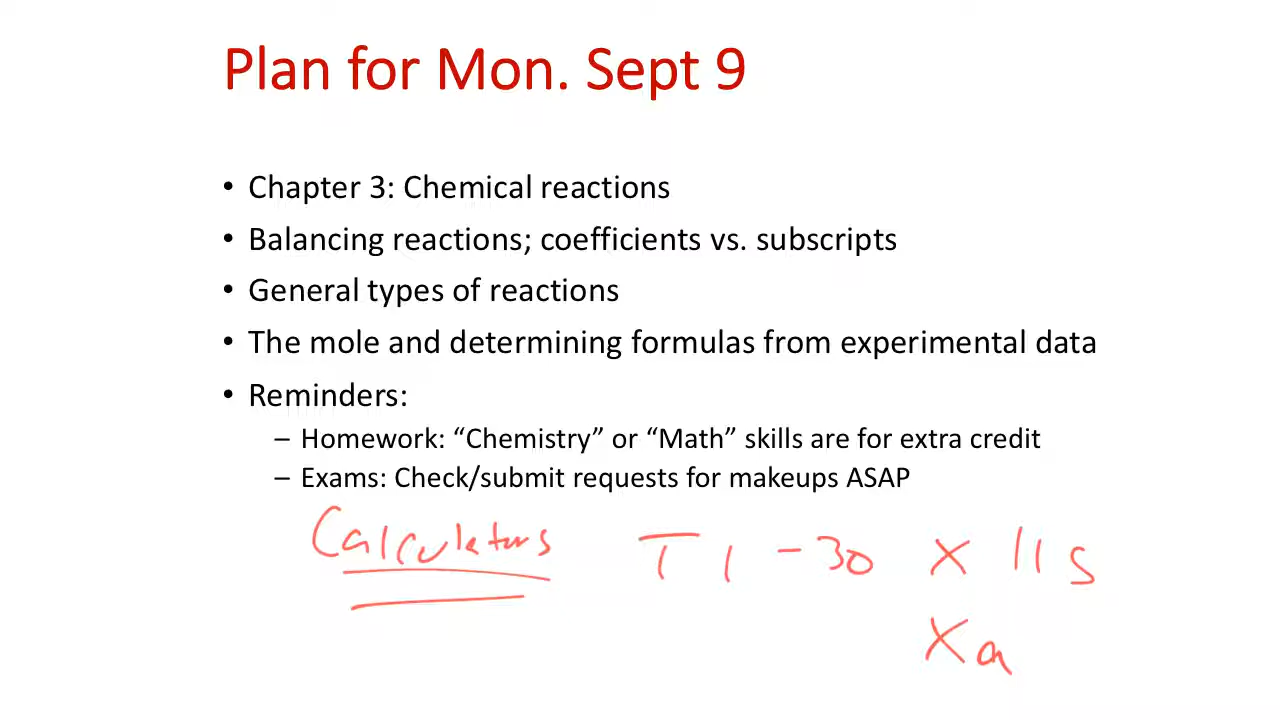 Plan for Mon. Sept 9
• Chapter 3: Chemical reactions
• Balancing reactions; coefficients vs. subscripts
• General types of reactions
• The mole and determining formulas from experimental data
• Reminders:
– Homework: “Chemistry” or “Math” skills are for extra credit
– Exams: Check/submit requests for makeups ASAP
Calculators TI-30 X IIS
Xa